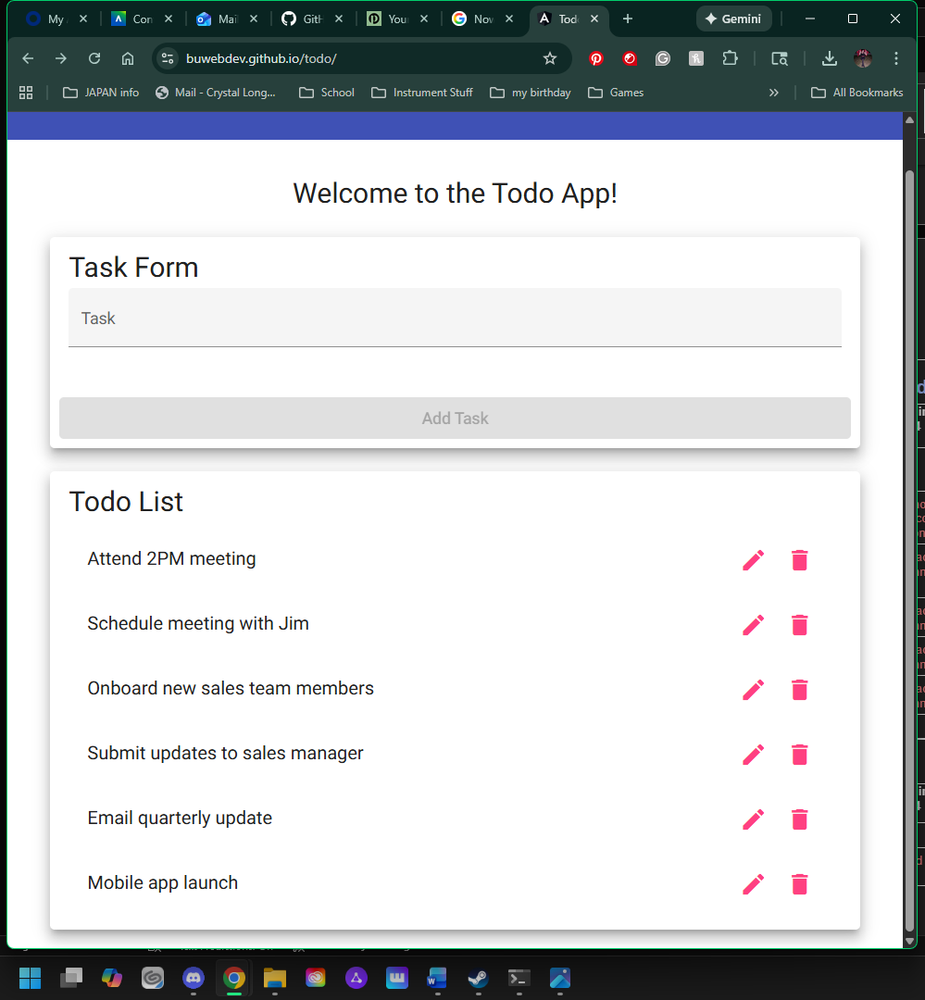 My
Con
Mail
GitH
You
Nov
Tod
Gemini
buwebdev.github.io/todo/
JAPAN info
Mail - Crystal Long...
School
Instrument Stuff
my birthday
Games
All Bookmarks
Welcome to the Todo App!
Task Form
Task
Add Task
Todo List
Attend 2PM meeting
Schedule meeting with Jim
Onboard new sales team members
Submit updates to sales manager
Email quarterly update
Mobile app launch